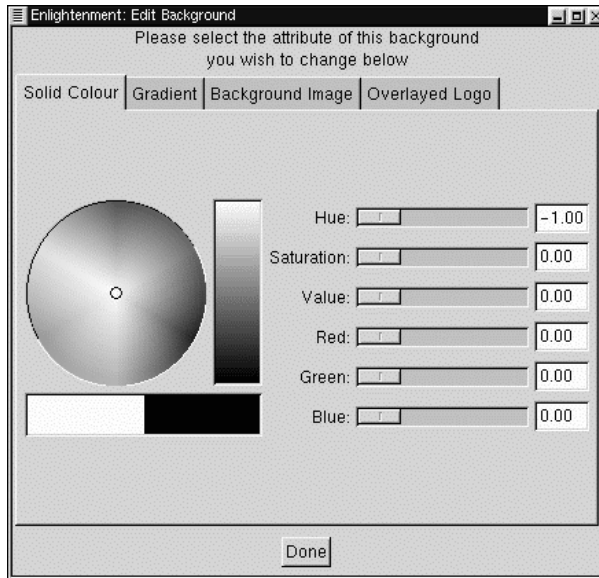 Enlightenment: Edit Background
Please select the attribute of this background
you wish to change below
Solid Colour Gradient Background Image Overlayed Logo
Hue: -1.00
Saturation: 0.00
Value: 0.00
Red: 0.00
Green: 0.00
Blue: 0.00
Done